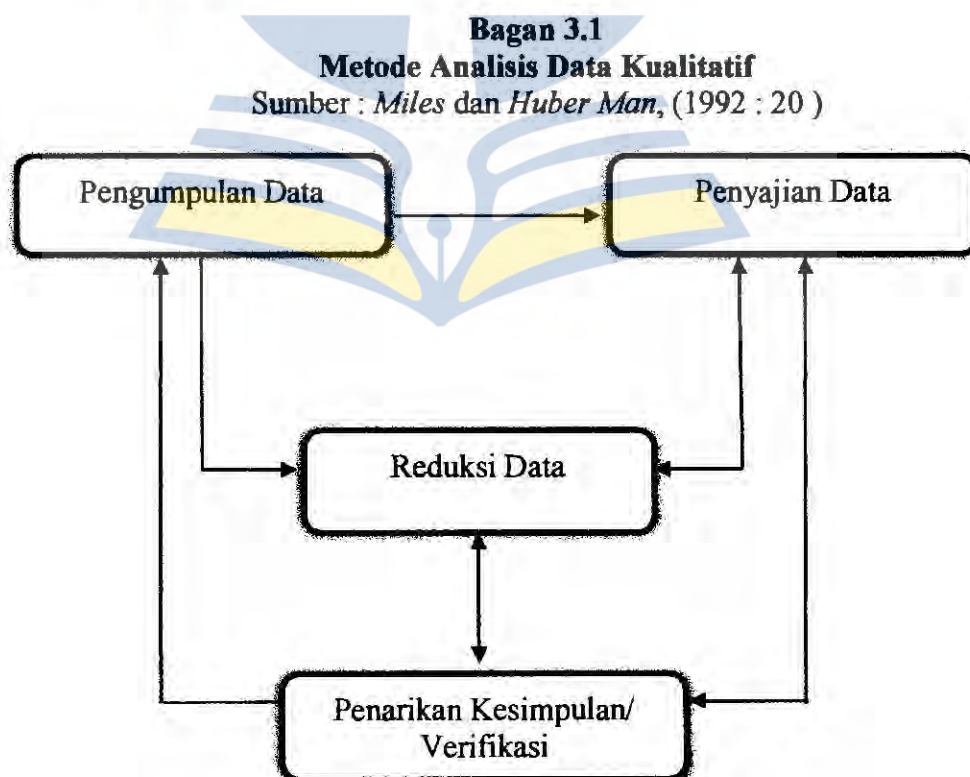 Bagan 3.1
Metode Analisis Data Kualitatif
Sumber : Miles dan Huber Man, (1992 : 20 )
Pengumpulan Data
Penyajian Data
Reduksi Data
Penarikan Kesimpulan/
Verifikasi